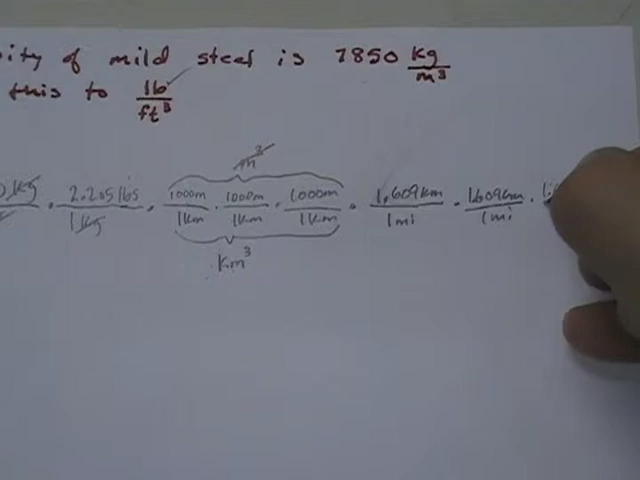 sity of mild steel is 7850 kg/m³
this to lb/ft³
m³
kg · 2.205 lbs/1 kg · 1000m/1km · 1000m/1km · 1000m/1km · 1.609km/1mi · 1.609km/1mi ·
km³